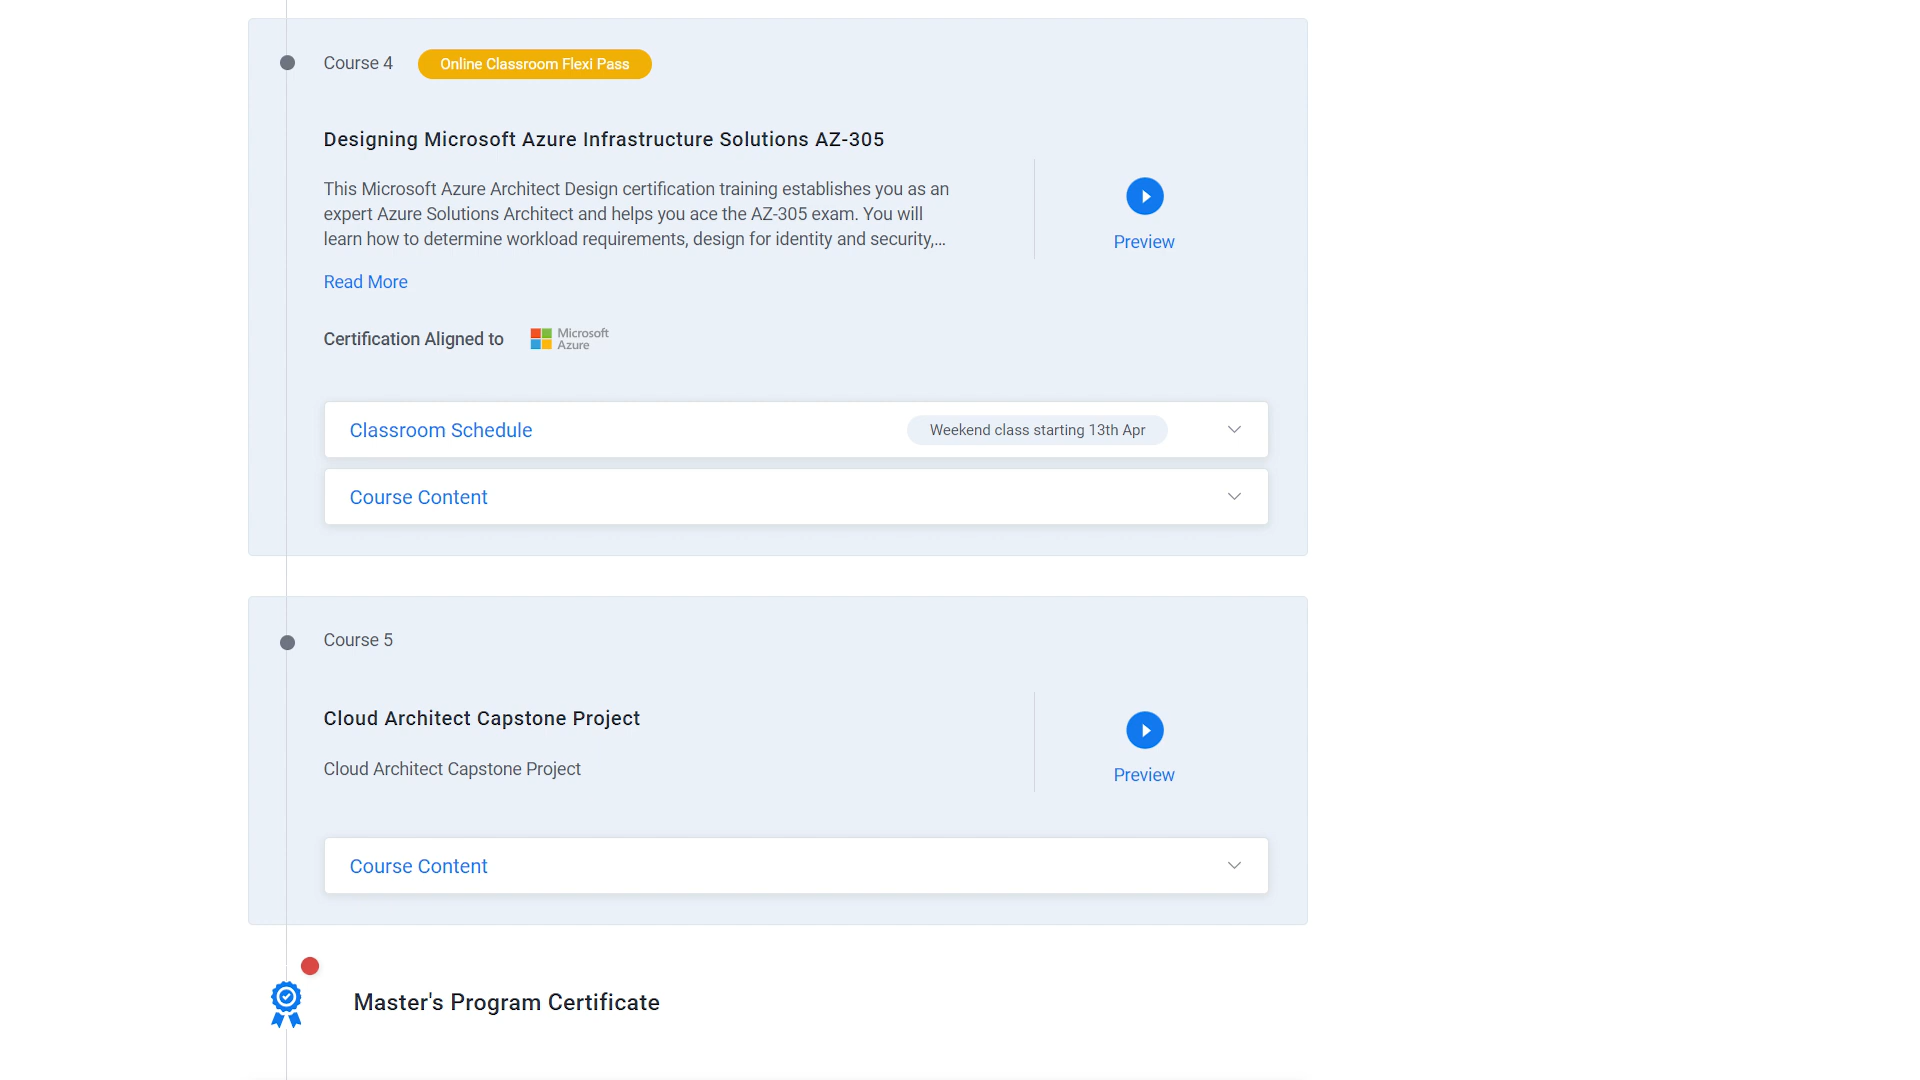 Course 4
Online Classroom Flexi Pass
Designing Microsoft Azure Infrastructure Solutions AZ-305
This Microsoft Azure Architect Design certification training establishes you as an
expert Azure Solutions Architect and helps you ace the AZ-305 exam. You will
learn how to determine workload requirements, design for identity and security,...
Read More
Preview
Certification Aligned to
Microsoft
Azure
Classroom Schedule
Weekend class starting 13th Apr
Course Content
Course 5
Cloud Architect Capstone Project
Cloud Architect Capstone Project
Preview
Course Content
Master's Program Certificate